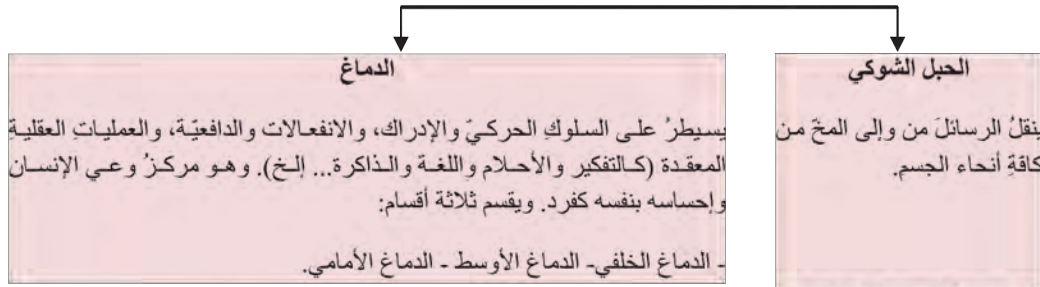 الحبل الشوكي
ينقلُ الرسائلَ من وإلى المخّ من
كافةِ أنحاء الجسم.
الدماغ
يسيطرُ على السلوكِ الحركيّ والإدراك، والانفعالات والدافعيّة، والعملياتِ العقليةِ
المعقدة (كالتفكير والأحلام واللغة والذاكرة... إلخ). وهو مركزُ وعي الإنسان
وإحساسه بنفسه كفرد. ويقسم ثلاثة أقسام:
- الدماغ الخلفي- الدماغ الأوسط - الدماغ الأمامي.